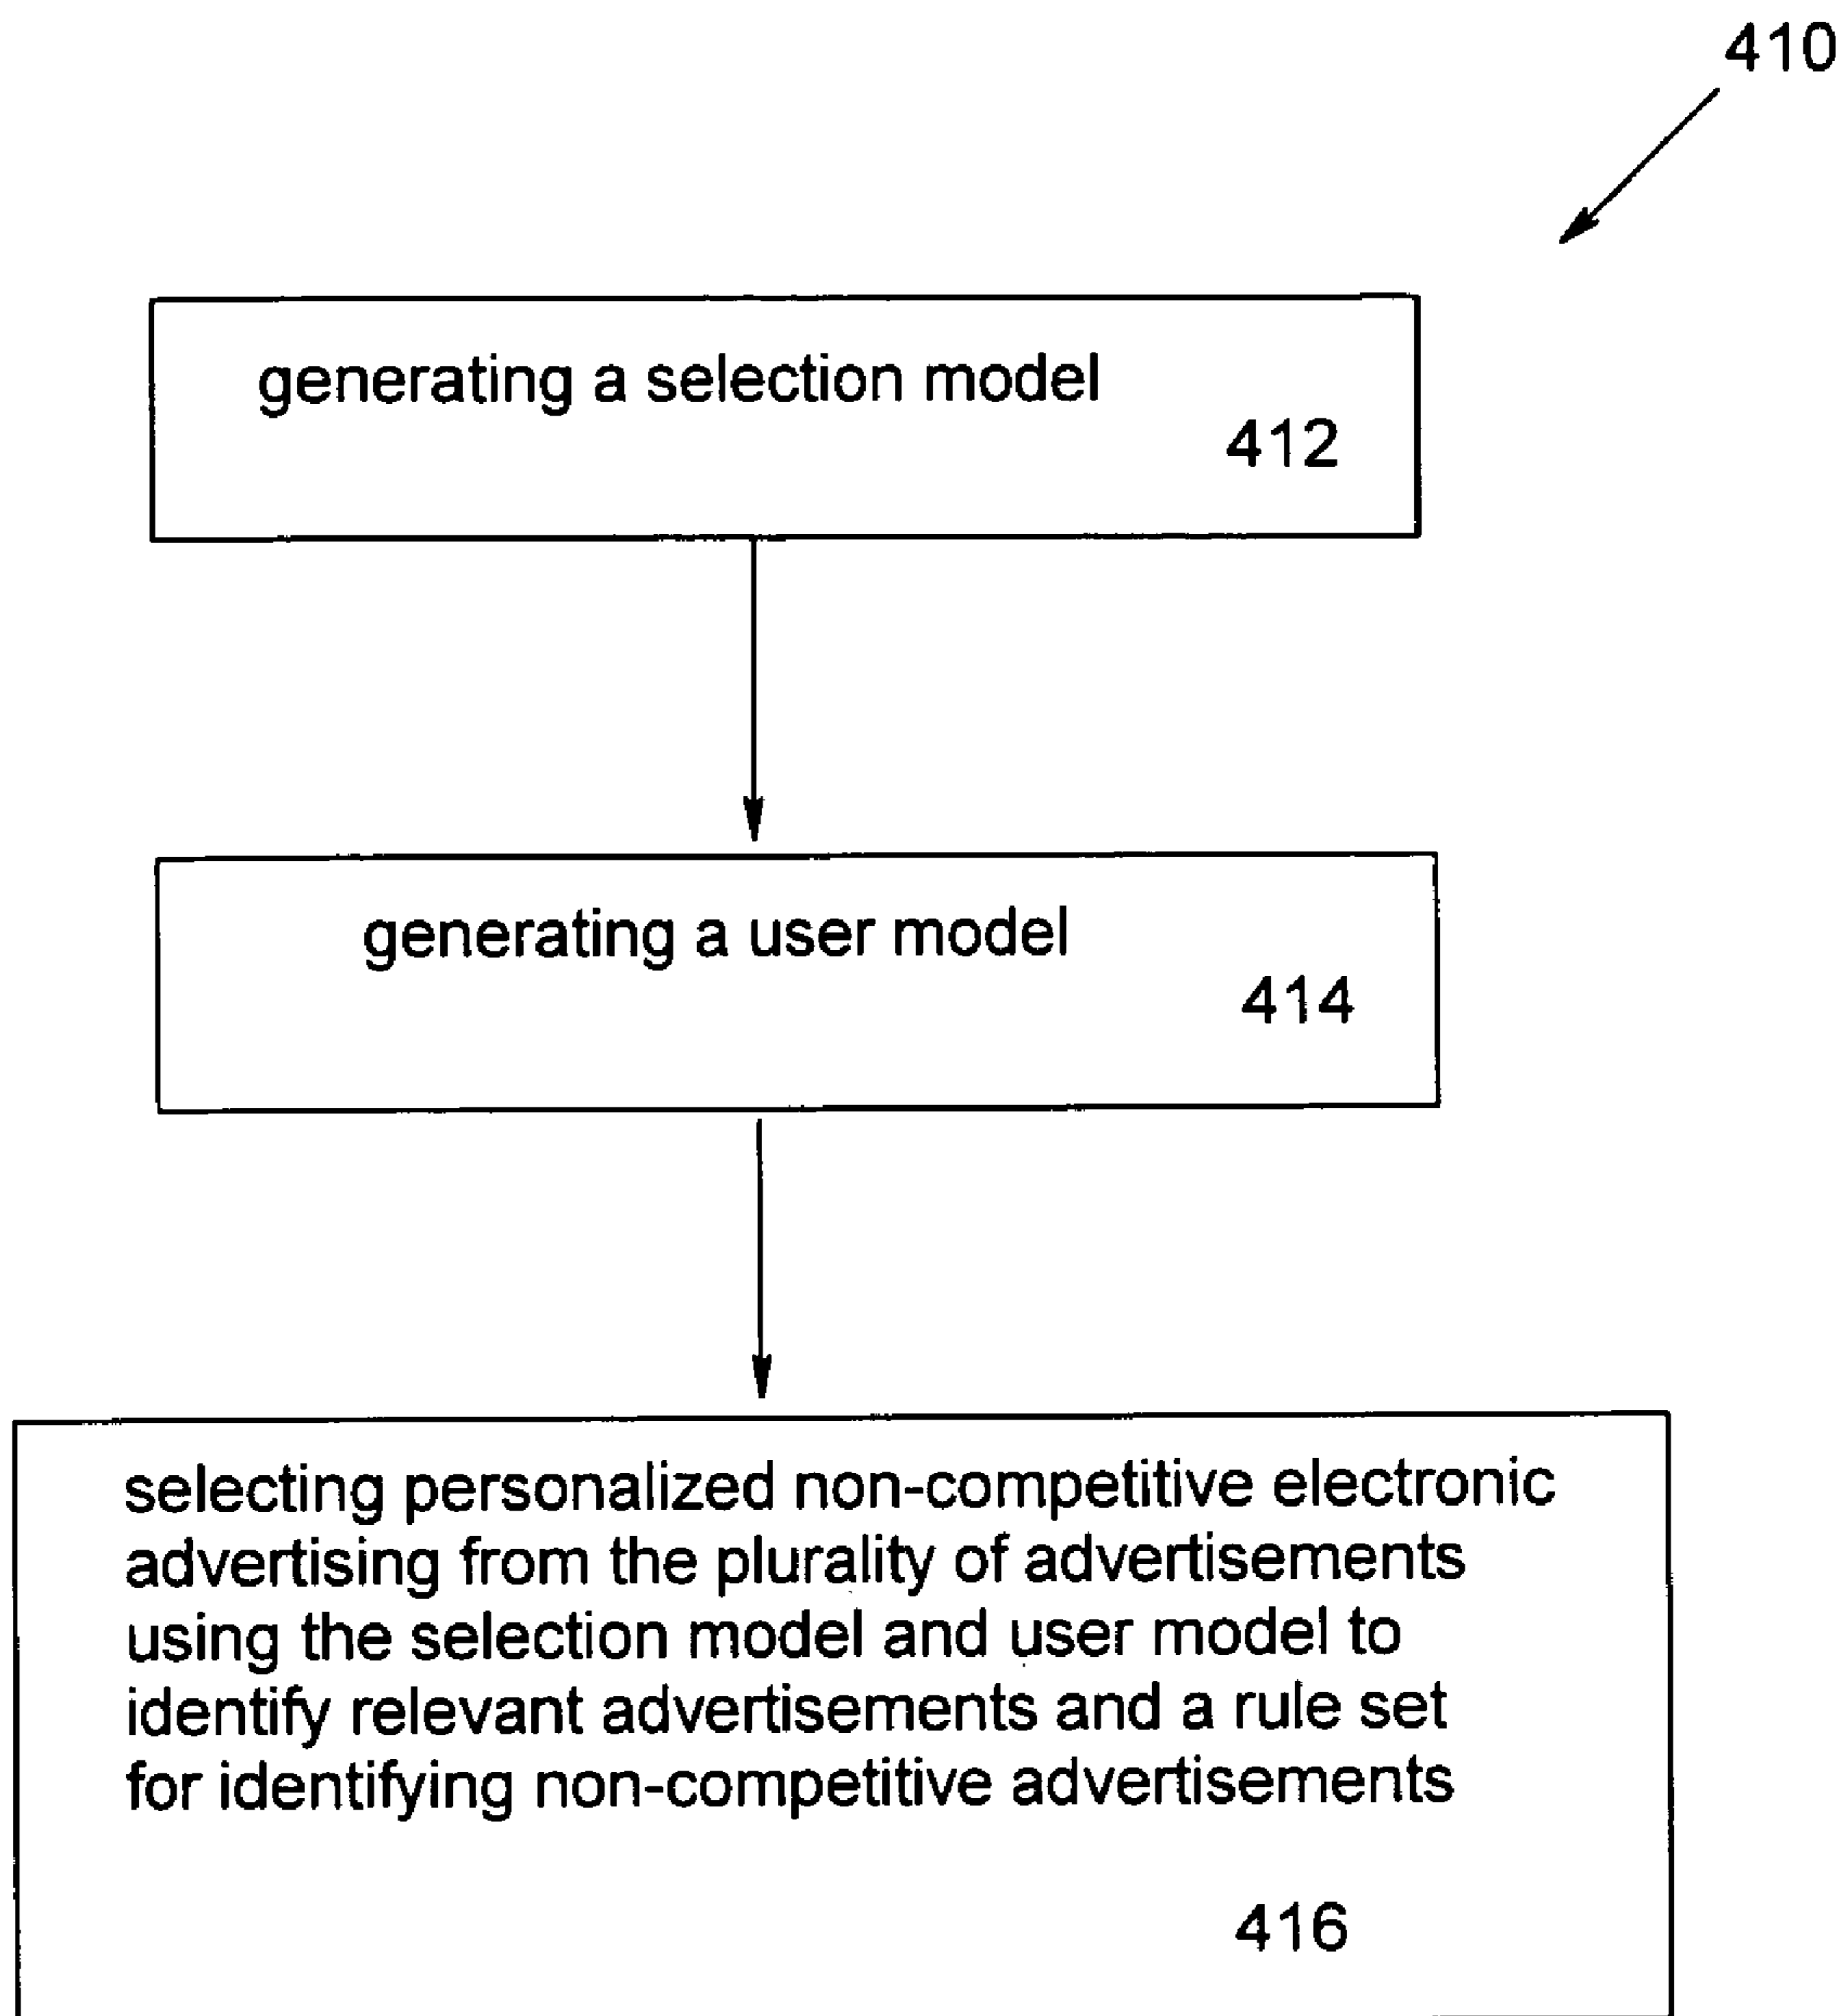 410
generating a selection model
412
generating a user model
414
selecting personalized non-competitive electronic
advertising from the plurality of advertisements
using the selection model and user model to
identify relevant advertisements and a rule set
for identifying non-competitive advertisements
416